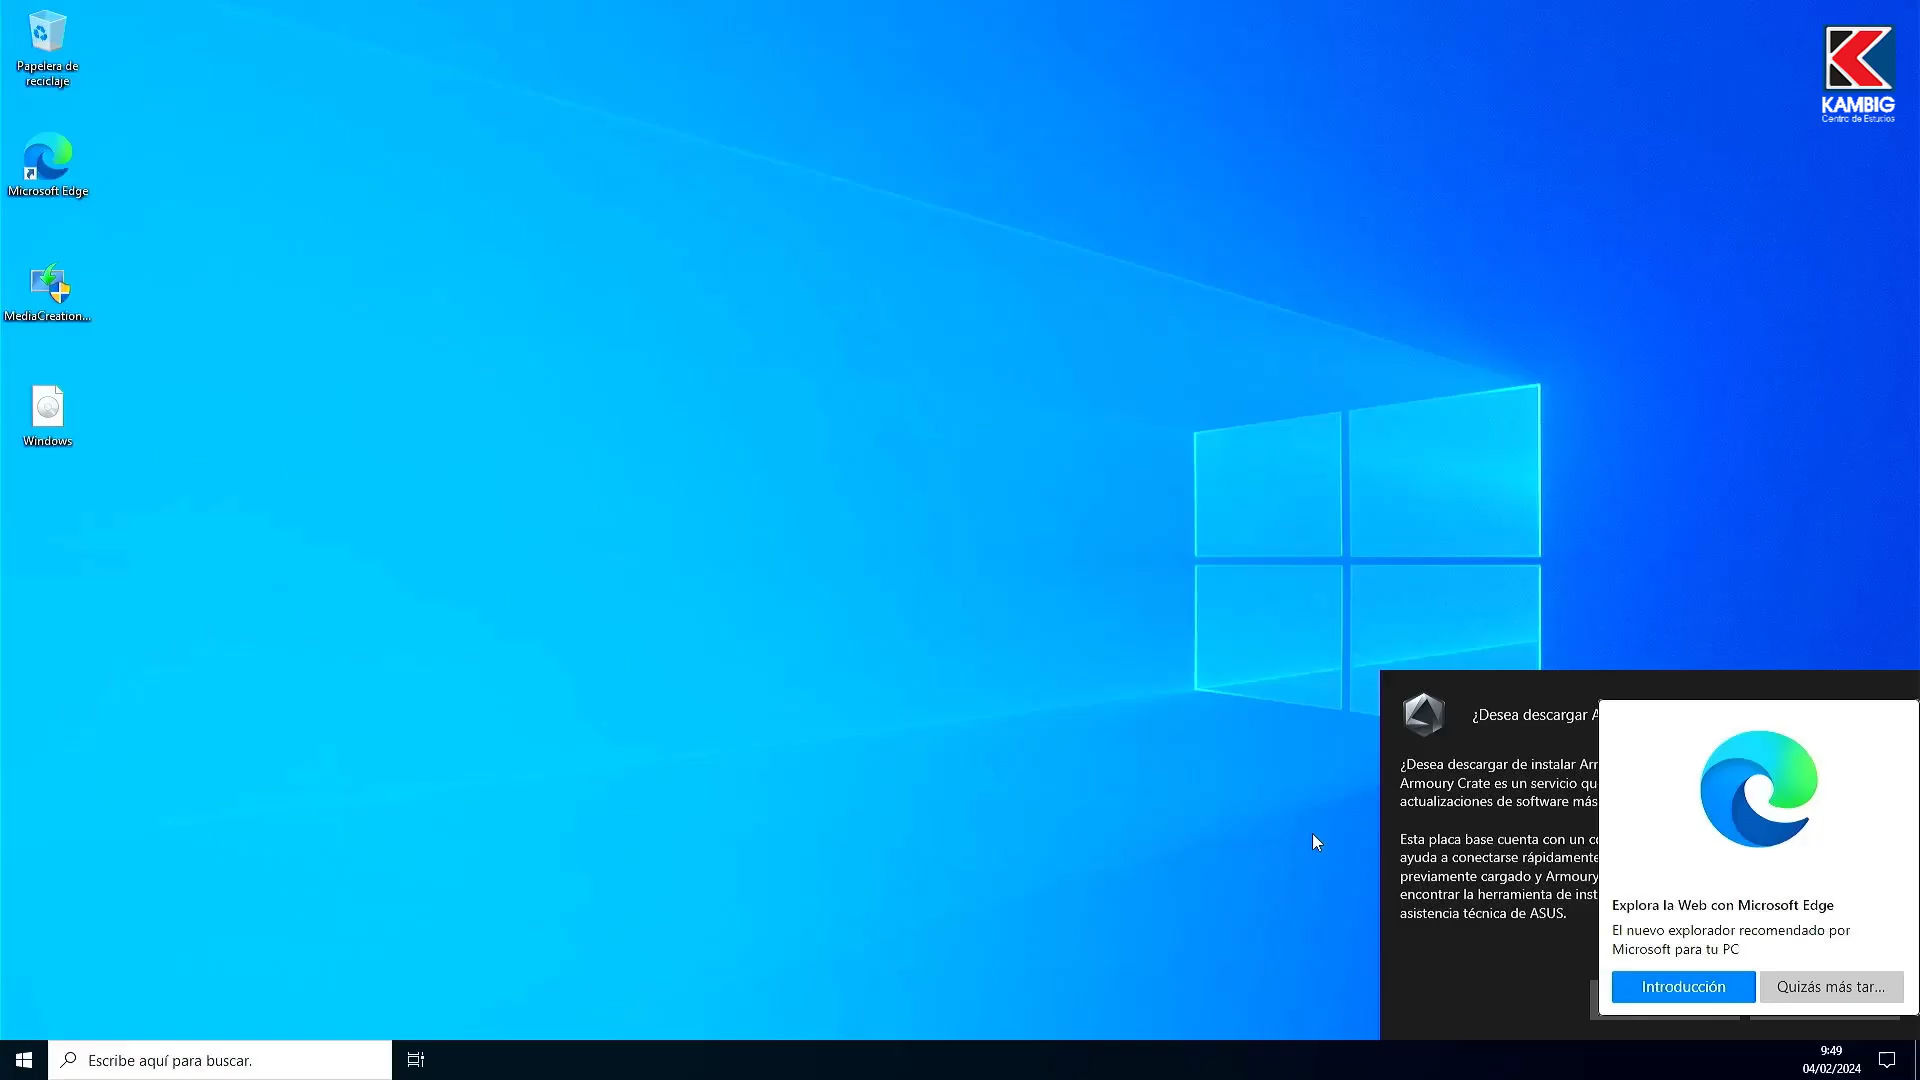 Papelera de
reciclaje
Microsoft Edge
MediaCreation...
Windows
KAMBIG
Centro de Estudios
¿Desea descargar A
¿Desea descargar de instalar Arr
Armoury Crate es un servicio qu
actualizaciones de software más
Esta placa base cuenta con un co
ayuda a conectarse rápidamente
previamente cargado y Armoury
encontrar la herramienta de inst
asistencia técnica de ASUS.
Explora la Web con Microsoft Edge
El nuevo explorador recomendado por
Microsoft para tu PC
Introducción
Quizás más tar...
Escribe aquí para buscar.
9:49
04/02/2024